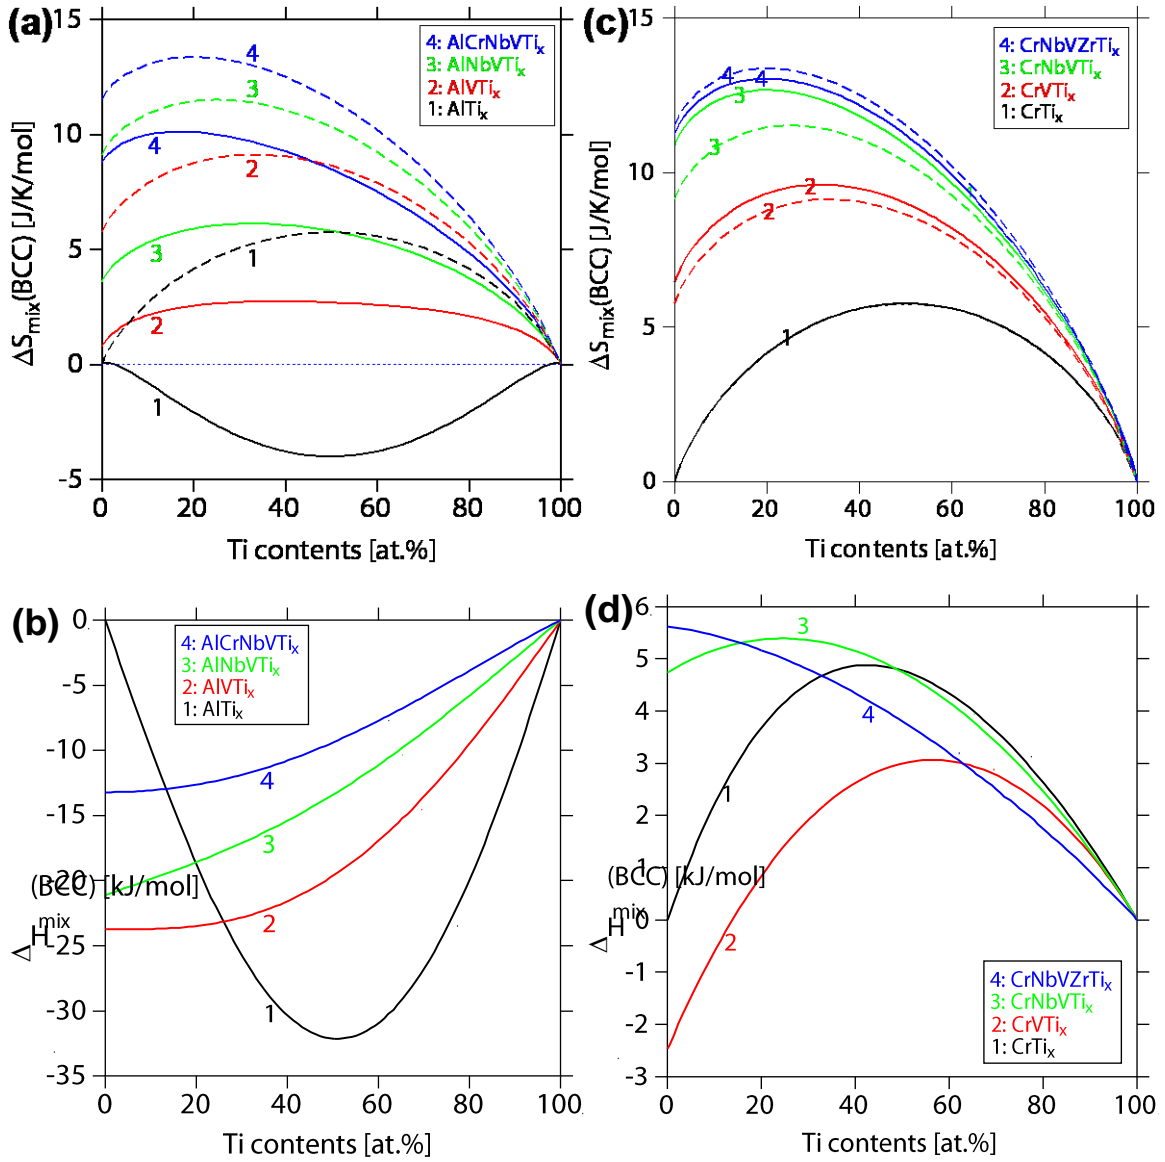 (a)
15
10
5
0
-5
ΔSmix(BCC) [J/K/mol]
4: AlCrNbVTix
3: AlNbVTix
2: AlVTix
1: AlTix
4
3
4
2
3
1
2
1
0 20 40 60 80 100
Ti contents [at.%]
(c)
15
10
5
0
ΔSmix(BCC) [J/K/mol]
4: CrNbVZrTix
3: CrNbVTix
2: CrVTix
1: CrTix
4 4
3
3
2
2
1
0 20 40 60 80 100
Ti contents [at.%]
(b)
0
-5
-10
-15
-20
-25
-30
-35
(BCC) [kJ/mol]
mix
ΔH
4: AlCrNbVTix
3: AlNbVTix
2: AlVTix
1: AlTix
4
3
2
1
0 20 40 60 80 100
Ti contents [at.%]
(d)
6
5
4
3
2
1
0
-1
-2
-3
(BCC) [kJ/mol]
mix
ΔH
3
4
1
2
4: CrNbVZrTix
3: CrNbVTix
2: CrVTix
1: CrTix
0 20 40 60 80 100
Ti contents [at.%]